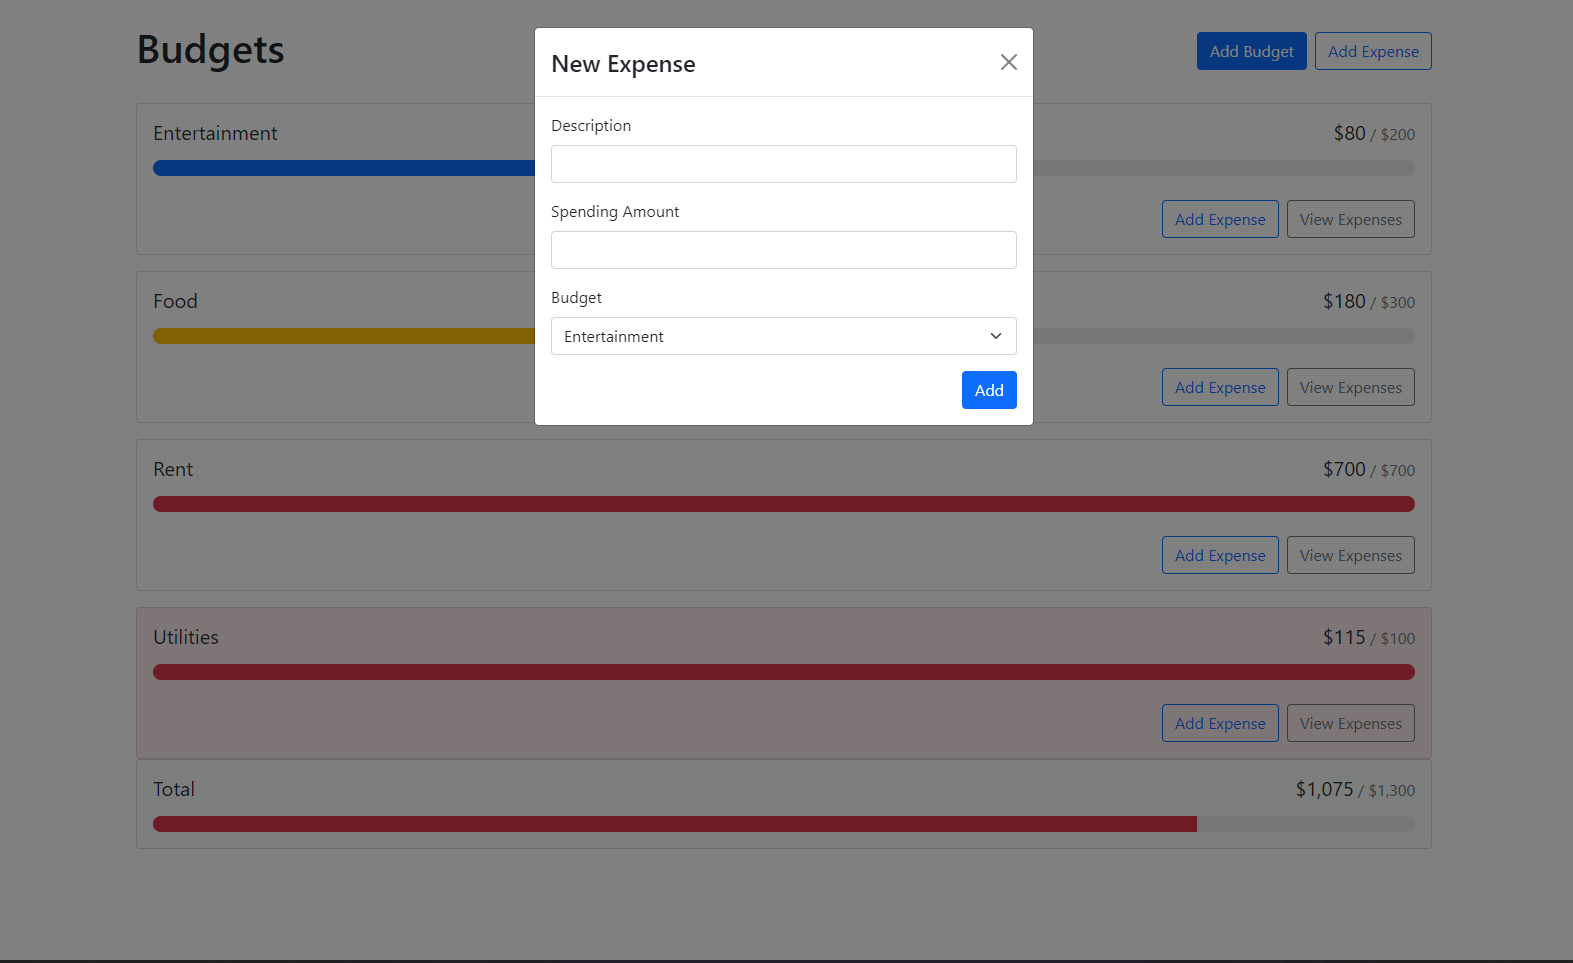 Budgets
Add Budget
Add Expense
New Expense
Description
Spending Amount
Budget
Entertainment
Add
Entertainment
$80 / $200
Add Expense
View Expenses
Food
$180 / $300
Add Expense
View Expenses
Rent
$700 / $700
Add Expense
View Expenses
Utilities
$115 / $100
Add Expense
View Expenses
Total
$1,075 / $1,300